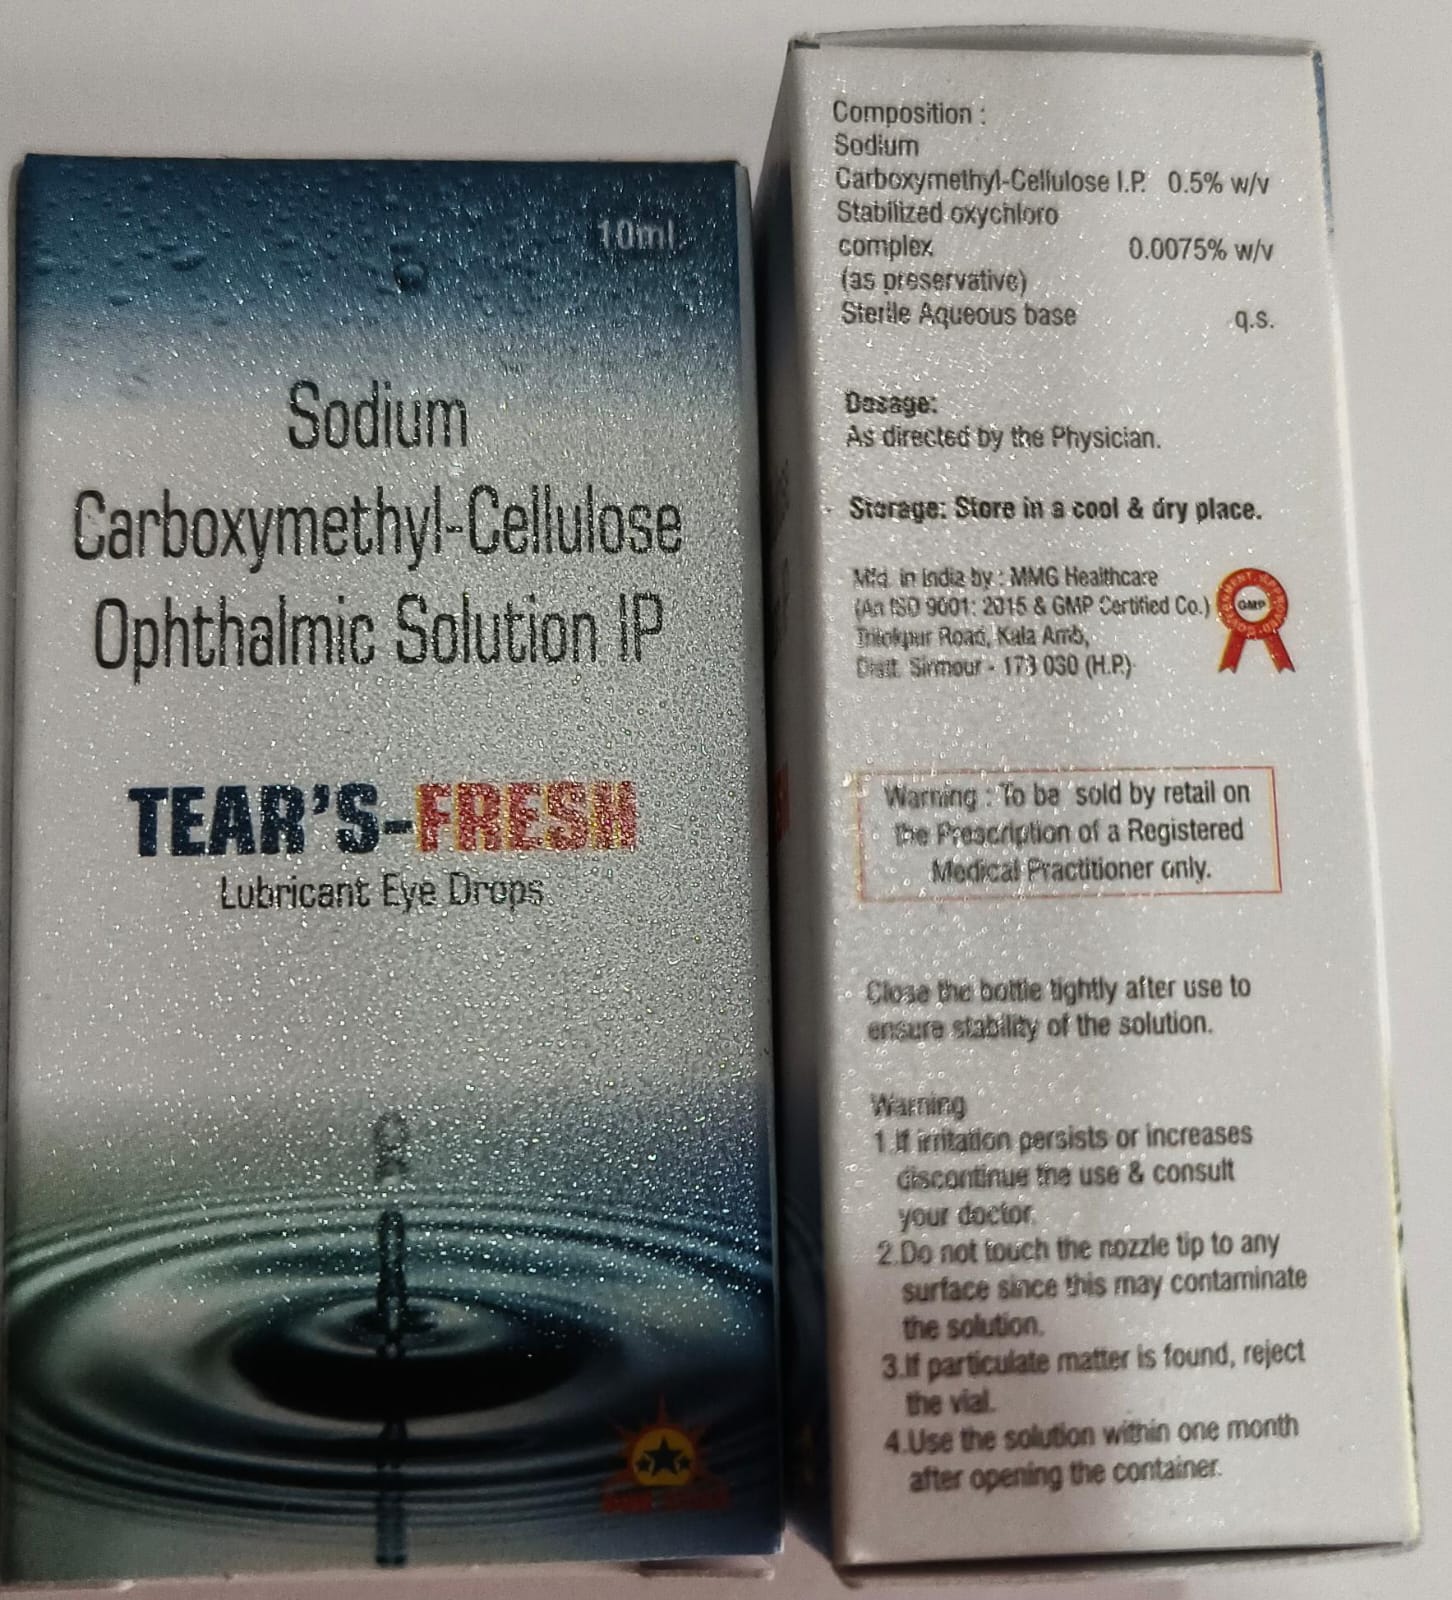 10ml.
Sodium
Carboxymethyl-Cellulose
Ophthalmic Solution IP
TEAR'S-FRESH
Lubricant Eye Drops
Composition :
Sodium
Carboxymethyl-Cellulose I.P. 0.5% w/v
Stabilized oxychloro
complex 0.0075% w/v
(as preservative)
Sterile Aqueous base q.s.
Dosage:
As directed by the Physician.
Storage: Store in a cool & dry place.
Mfd. in India by : MMG Healthcare
(An ISO 9001: 2015 & GMP Certified Co.)
Trilokpur Road, Kala Amb,
Distt. Sirmour - 173 030 (H.P.)
GMP
Warning : To be sold by retail on
the Prescription of a Registered
Medical Practitioner only.
Close the bottle tightly after use to
ensure stability of the solution.
Warning
1.If irritation persists or increases
discontinue the use & consult
your doctor.
2.Do not touch the nozzle tip to any
surface since this may contaminate
the solution.
3.If particulate matter is found, reject
the vial.
4.Use the solution within one month
after opening the container.